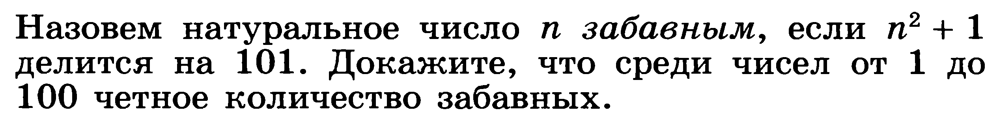 Назовем натуральное число n забавным, если n² + 1
делится на 101. Докажите, что среди чисел от 1 до
100 четное количество забавных.